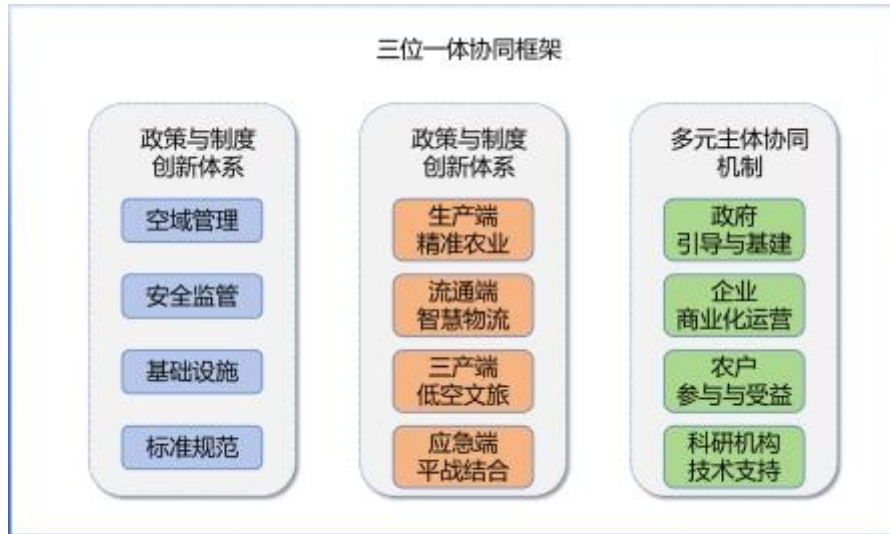 三位一体协同框架
政策与制度
创新体系
空域管理
安全监管
基础设施
标准规范
政策与制度
创新体系
生产端
精准农业
流通端
智慧物流
三产端
低空文旅
应急端
平战结合
多元主体协同
机制
政府
引导与基建
企业
商业化运营
农户
参与与受益
科研机构
技术支持